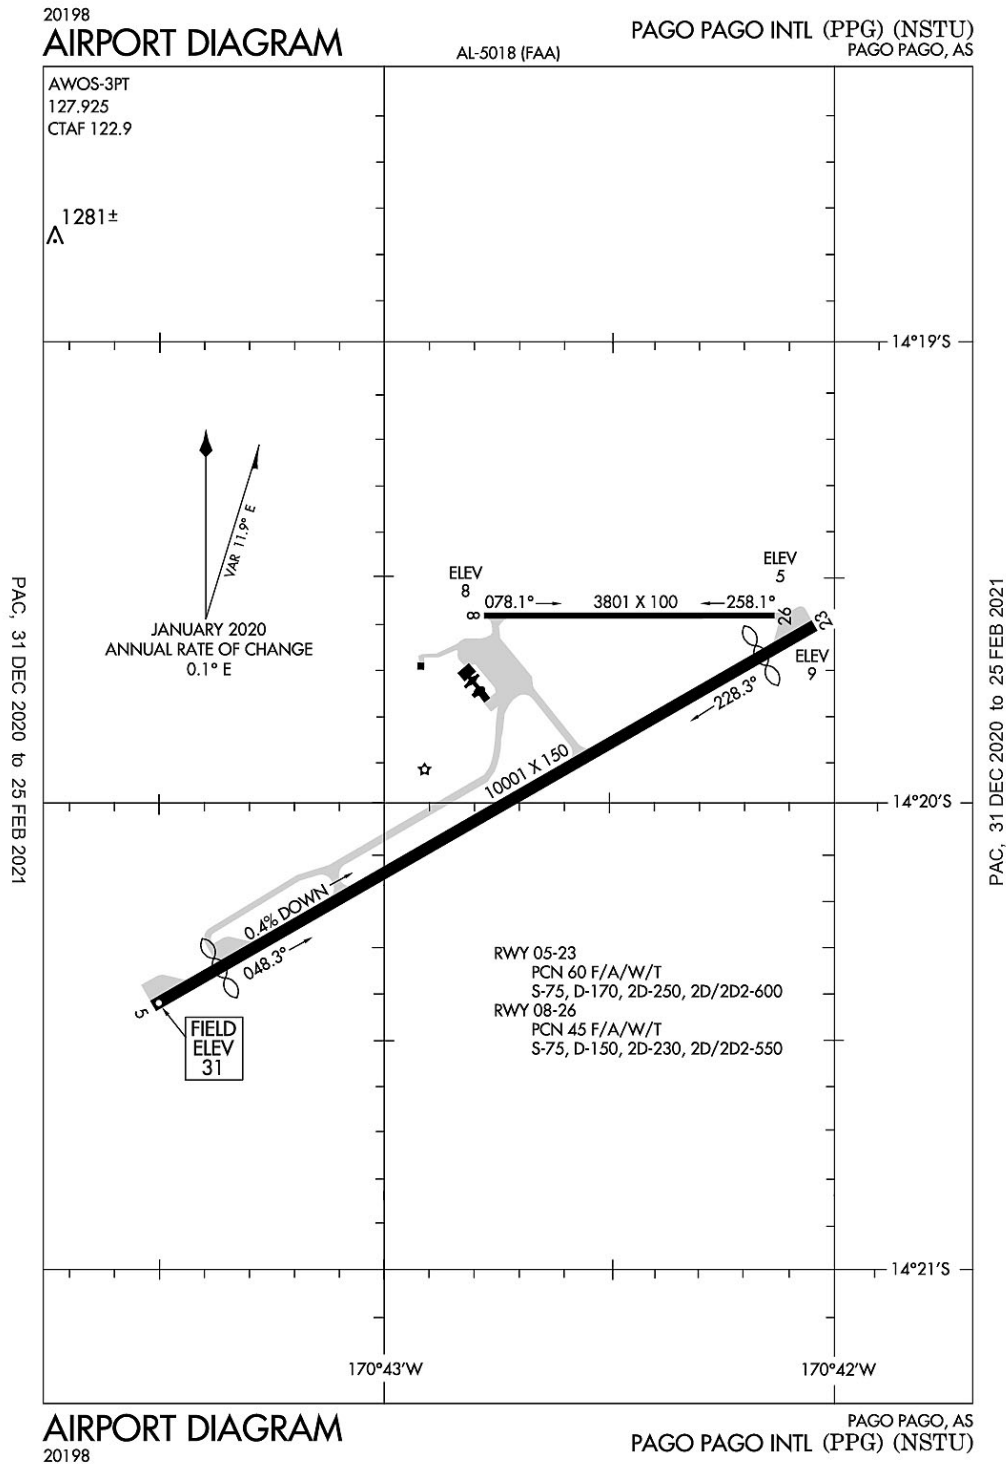 20198
AIRPORT DIAGRAM
AL-5018 (FAA)
PAGO PAGO INTL (PPG) (NSTU)
PAGO PAGO, AS
AWOS-3PT
127.925
CTAF 122.9
1281±
14°19'S
VAR 11.9° E
JANUARY 2020
ANNUAL RATE OF CHANGE
0.1° E
ELEV
8
ELEV
5
8
078.1°
3801 X 100
258.1°
26
23
ELEV
9
228.3°
10001 X 150
14°20'S
0.4% DOWN
048.3°
5
FIELD
ELEV
31
RWY 05-23
PCN 60 F/A/W/T
S-75, D-170, 2D-250, 2D/2D2-600
RWY 08-26
PCN 45 F/A/W/T
S-75, D-150, 2D-230, 2D/2D2-550
14°21'S
170°43'W
170°42'W
PAC, 31 DEC 2020 to 25 FEB 2021
PAC, 31 DEC 2020 to 25 FEB 2021
AIRPORT DIAGRAM
20198
PAGO PAGO, AS
PAGO PAGO INTL (PPG) (NSTU)